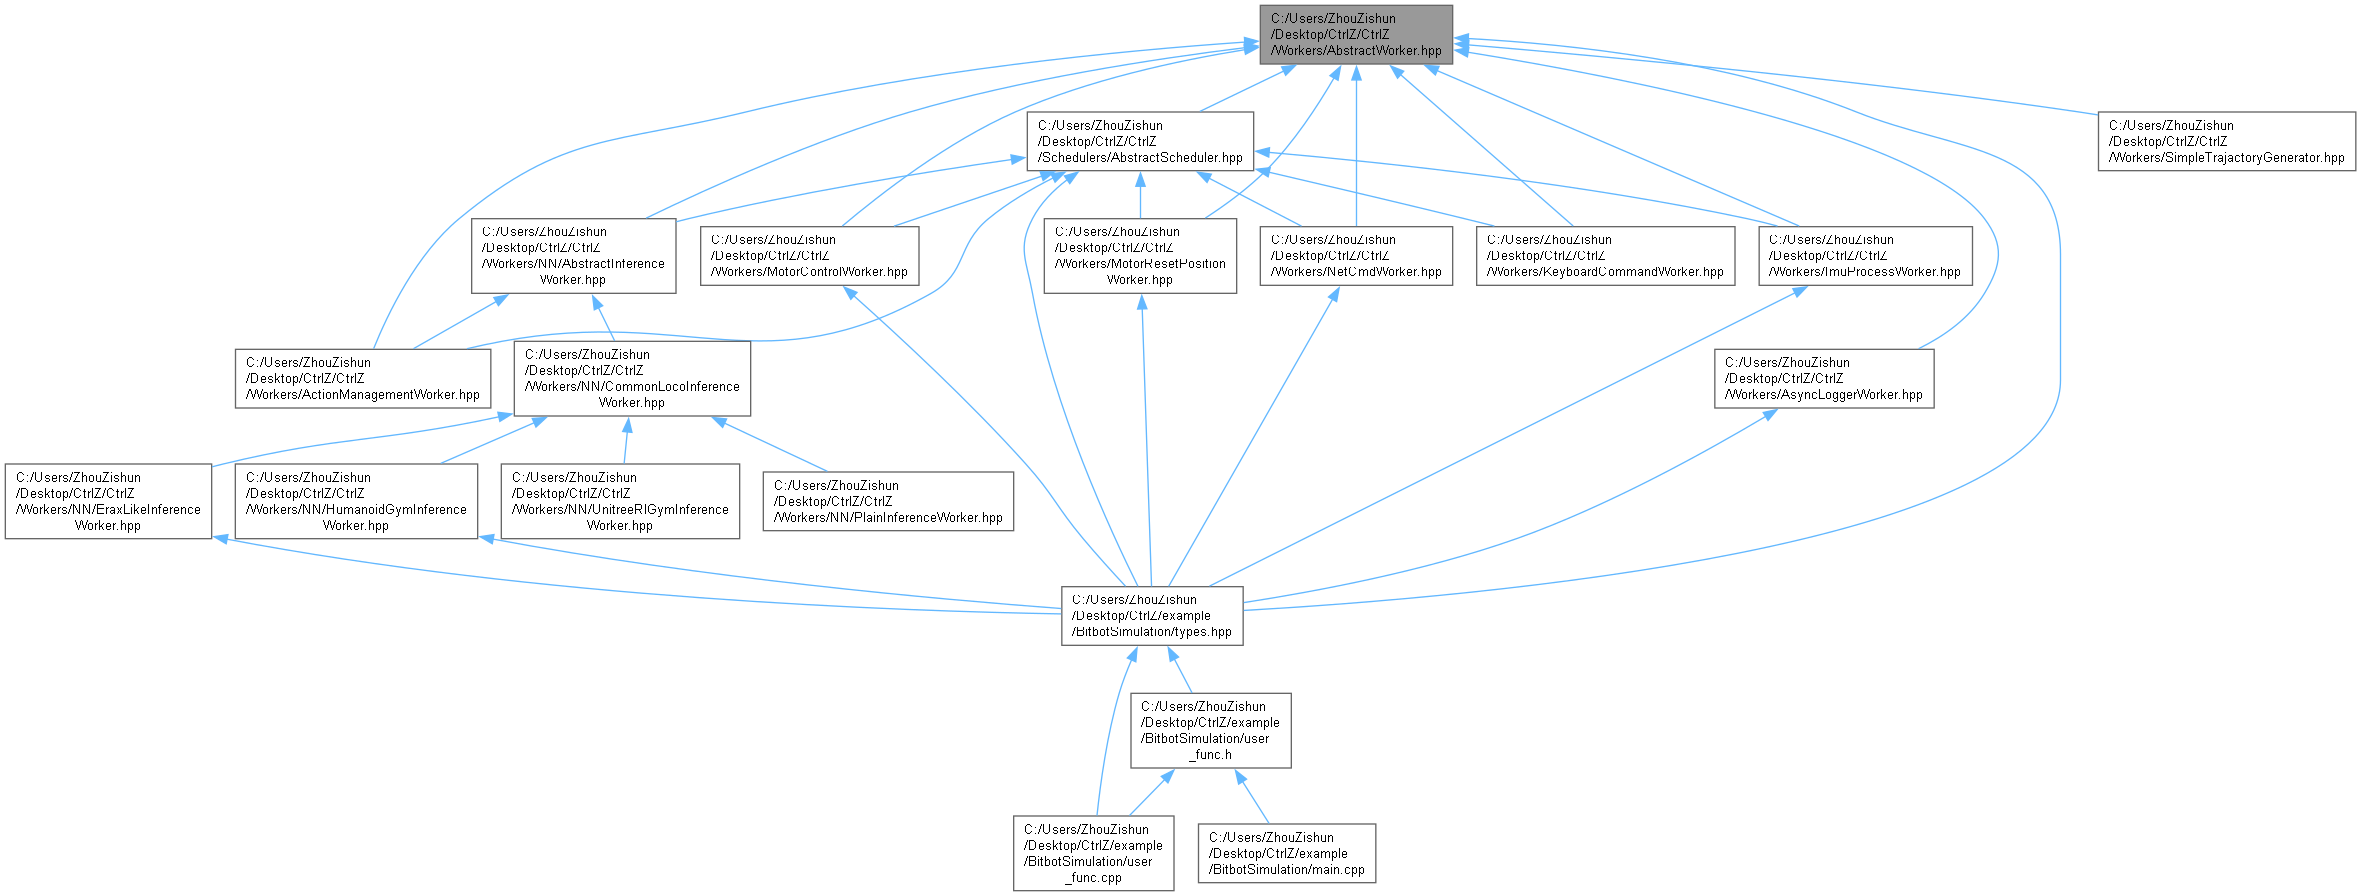 C:/Users/ZhouZishun
/Desktop/CtrlZ/CtrlZ
/Workers/AbstractWorker.hpp
C:/Users/ZhouZishun
/Desktop/CtrlZ/CtrlZ
/Schedulers/AbstractScheduler.hpp
C:/Users/ZhouZishun
/Desktop/CtrlZ/CtrlZ
/Workers/SimpleTrajactoryGenerator.hpp
C:/Users/ZhouZishun
/Desktop/CtrlZ/CtrlZ
/Workers/NN/AbstractInference
Worker.hpp
C:/Users/ZhouZishun
/Desktop/CtrlZ/CtrlZ
/Workers/MotorControlWorker.hpp
C:/Users/ZhouZishun
/Desktop/CtrlZ/CtrlZ
/Workers/MotorResetPosition
Worker.hpp
C:/Users/ZhouZishun
/Desktop/CtrlZ/CtrlZ
/Workers/NetCmdWorker.hpp
C:/Users/ZhouZishun
/Desktop/CtrlZ/CtrlZ
/Workers/KeyboardCommandWorker.hpp
C:/Users/ZhouZishun
/Desktop/CtrlZ/CtrlZ
/Workers/ImuProcessWorker.hpp
C:/Users/ZhouZishun
/Desktop/CtrlZ/CtrlZ
/Workers/ActionManagementWorker.hpp
C:/Users/ZhouZishun
/Desktop/CtrlZ/CtrlZ
/Workers/NN/CommonLocoInference
Worker.hpp
C:/Users/ZhouZishun
/Desktop/CtrlZ/CtrlZ
/Workers/AsyncLoggerWorker.hpp
C:/Users/ZhouZishun
/Desktop/CtrlZ/CtrlZ
/Workers/NN/EraxLikeInference
Worker.hpp
C:/Users/ZhouZishun
/Desktop/CtrlZ/CtrlZ
/Workers/NN/HumanoidGymInference
Worker.hpp
C:/Users/ZhouZishun
/Desktop/CtrlZ/CtrlZ
/Workers/NN/UnitreeRlGymInference
Worker.hpp
C:/Users/ZhouZishun
/Desktop/CtrlZ/CtrlZ
/Workers/NN/PlainInferenceWorker.hpp
C:/Users/ZhouZishun
/Desktop/CtrlZ/example
/BitbotSimulation/types.hpp
C:/Users/ZhouZishun
/Desktop/CtrlZ/example
/BitbotSimulation/user
_func.h
C:/Users/ZhouZishun
/Desktop/CtrlZ/example
/BitbotSimulation/user
_func.cpp
C:/Users/ZhouZishun
/Desktop/CtrlZ/example
/BitbotSimulation/main.cpp